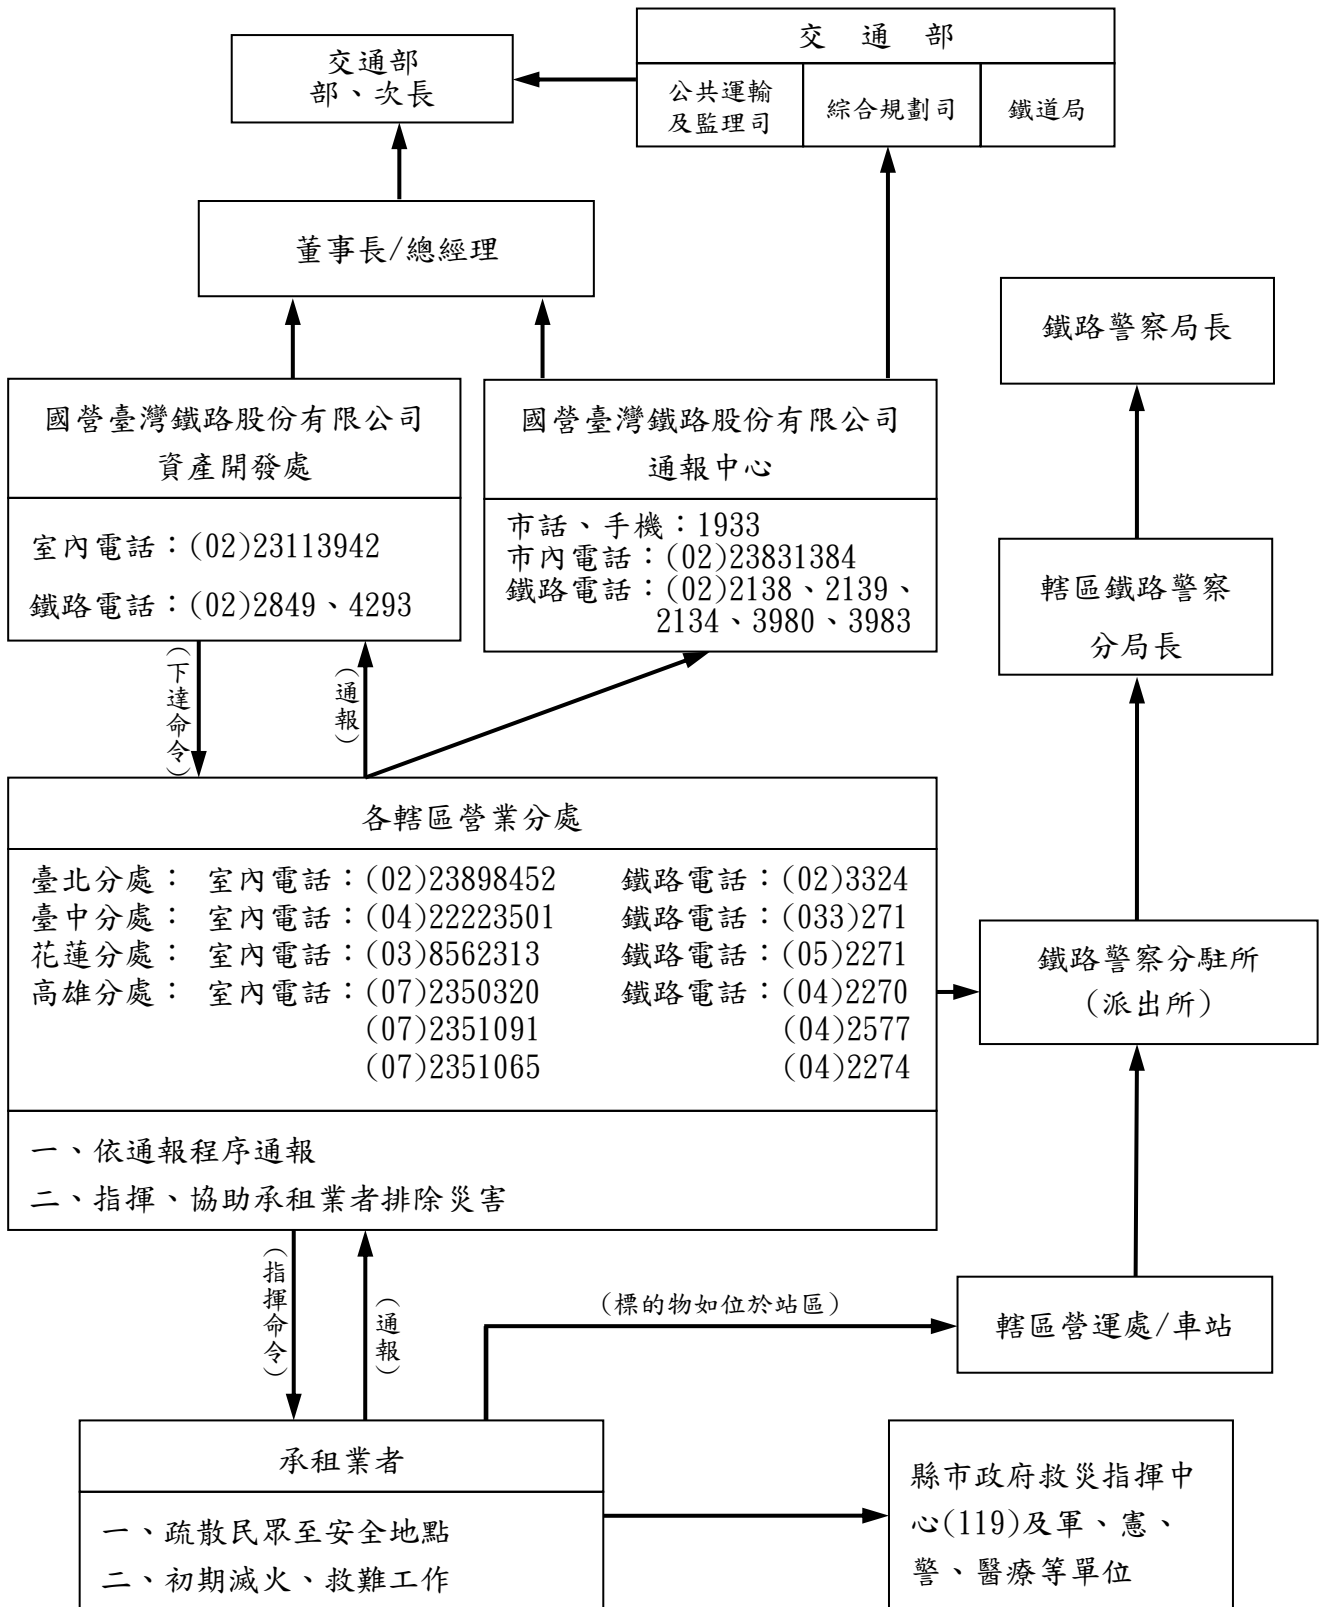 交通部
公共運輸
及監理司
綜合規劃司
鐵道局
交通部
部、次長
董事長/總經理
鐵路警察局長
國營臺灣鐵路股份有限公司
資產開發處
室內電話：(02)23113942
鐵路電話：(02)2849、4293
國營臺灣鐵路股份有限公司
通報中心
市話、手機：1933
市內電話：(02)23831384
鐵路電話：(02)2138、2139、
2134、3980、3983
轄區鐵路警察
分局長
(下達命令)
(通報)
各轄區營業分處
臺北分處： 室內電話：(02)23898452 鐵路電話：(02)3324
臺中分處： 室內電話：(04)22223501 鐵路電話：(033)271
花蓮分處： 室內電話：(03)8562313 鐵路電話：(05)2271
高雄分處： 室內電話：(07)2350320 鐵路電話：(04)2270
(07)2351091 (04)2577
(07)2351065 (04)2274
一、依通報程序通報
二、指揮、協助承租業者排除災害
鐵路警察分駐所
(派出所)
(指揮命令)
(通報)
(標的物如位於站區)
轄區營運處/車站
承租業者
一、疏散民眾至安全地點
二、初期滅火、救難工作
縣市政府救災指揮中
心(119)及軍、憲、
警、醫療等單位